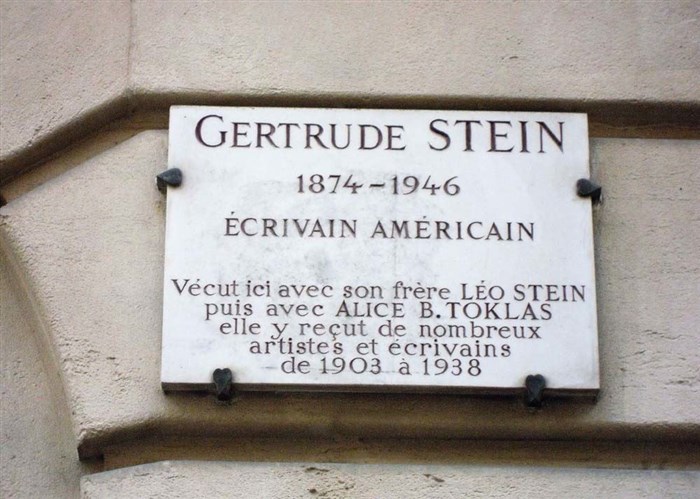 GERTRUDE STEIN
1874-1946
ÉCRIVAIN AMÉRICAIN
Vécut ici avec son frère LÉO STEIN
puis avec ALICE B. TOKLAS
elle y reçut de nombreux
artistes et écrivains
de 1903 à 1938